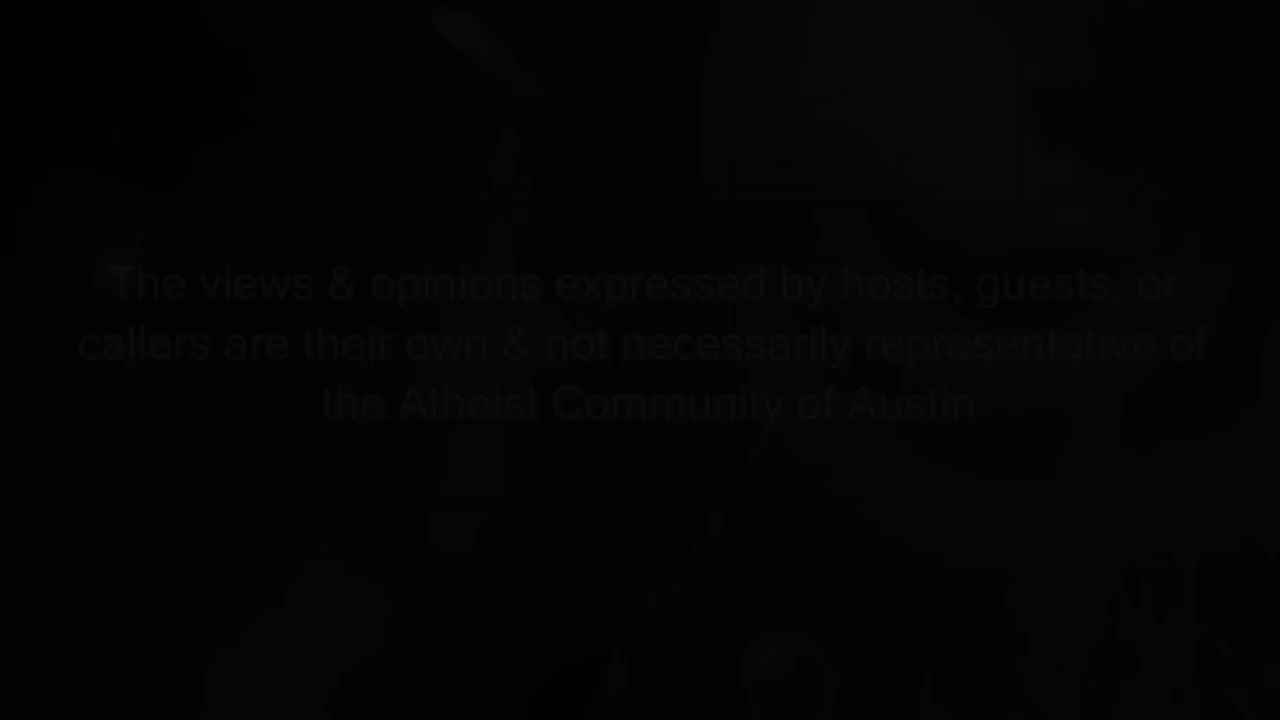 The views & opinions expressed by hosts, guests, or
callers are their own & not necessarily representative of
the Atheist Community of Austin